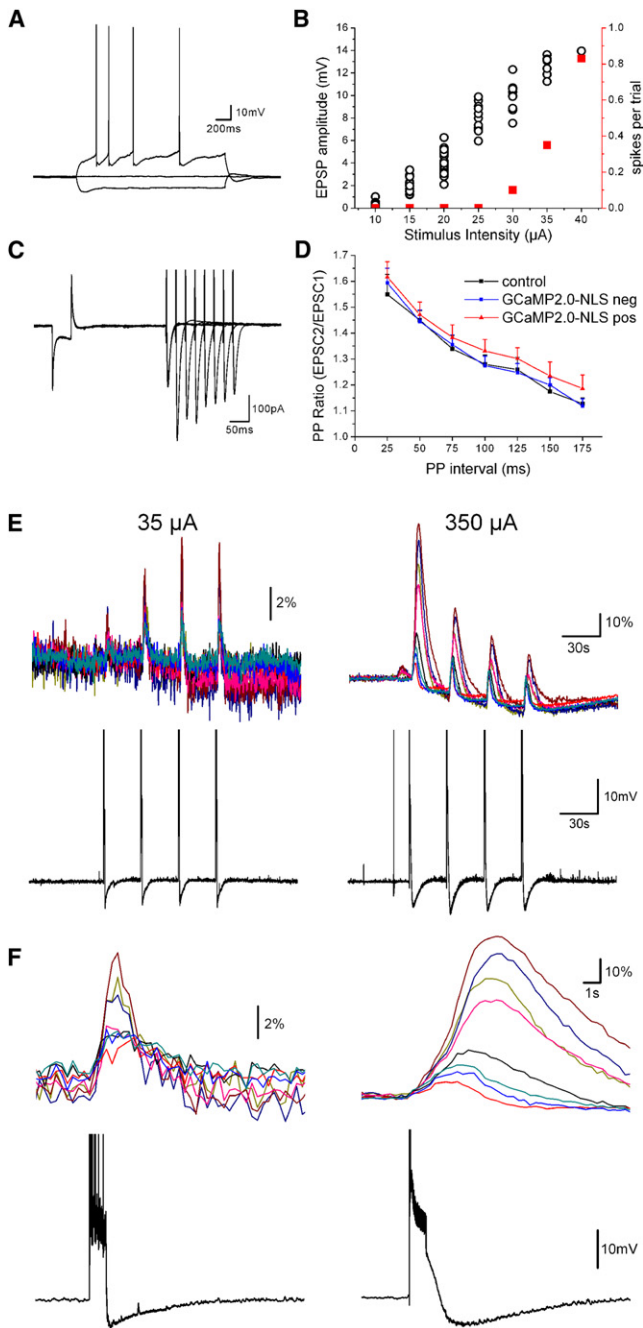 A
10mV
200ms
B
EPSP amplitude (mV)
16
14
12
10
8
6
4
2
0
10 15 20 25 30 35 40
Stimulus Intensity (µA)
1.0
0.8
0.6
0.4
0.2
0.0
spikes per trial
C
100pA
50ms
D
PP Ratio (EPSC2/EPSC1)
1.7
1.6
1.5
1.4
1.3
1.2
1.1
1.0
0 25 50 75 100 125 150 175
PP interval (ms)
control
GCaMP2.0-NLS neg
GCaMP2.0-NLS pos
E
35 µA
350 µA
2%
10%
30s
10mV
30s
F
2%
10%
1s
10mV